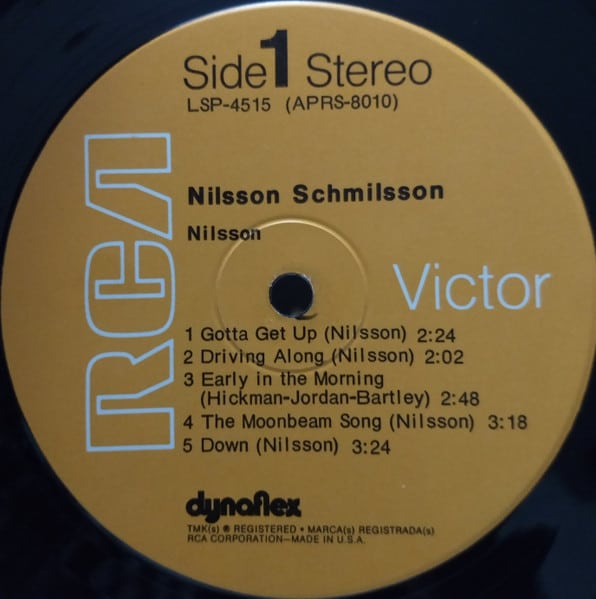 Side 1 Stereo
LSP-4515 (APRS-8010)
Nilsson Schmilsson
Nilsson
RCA
Victor
1 Gotta Get Up (Nilsson) 2:24
2 Driving Along (Nilsson) 2:02
3 Early in the Morning
(Hickman-Jordan-Bartley) 2:48
4 The Moonbeam Song (Nilsson) 3:18
5 Down (Nilsson) 3:24
dynaflex
TMK(s) ® REGISTERED • MARCA(s) REGISTRADA(s)
RCA CORPORATION—MADE IN U.S.A.